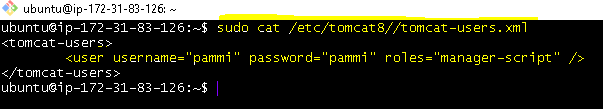 ubuntu@ip-172-31-83-126: ~
ubuntu@ip-172-31-83-126:~$ sudo cat /etc/tomcat8//tomcat-users.xml
<tomcat-users>
        <user username="pammi" password="pammi" roles="manager-script" />
</tomcat-users>
ubuntu@ip-172-31-83-126:~$